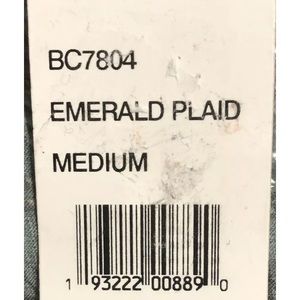 BC7804
EMERALD PLAID
MEDIUM
1 93222 00889 0